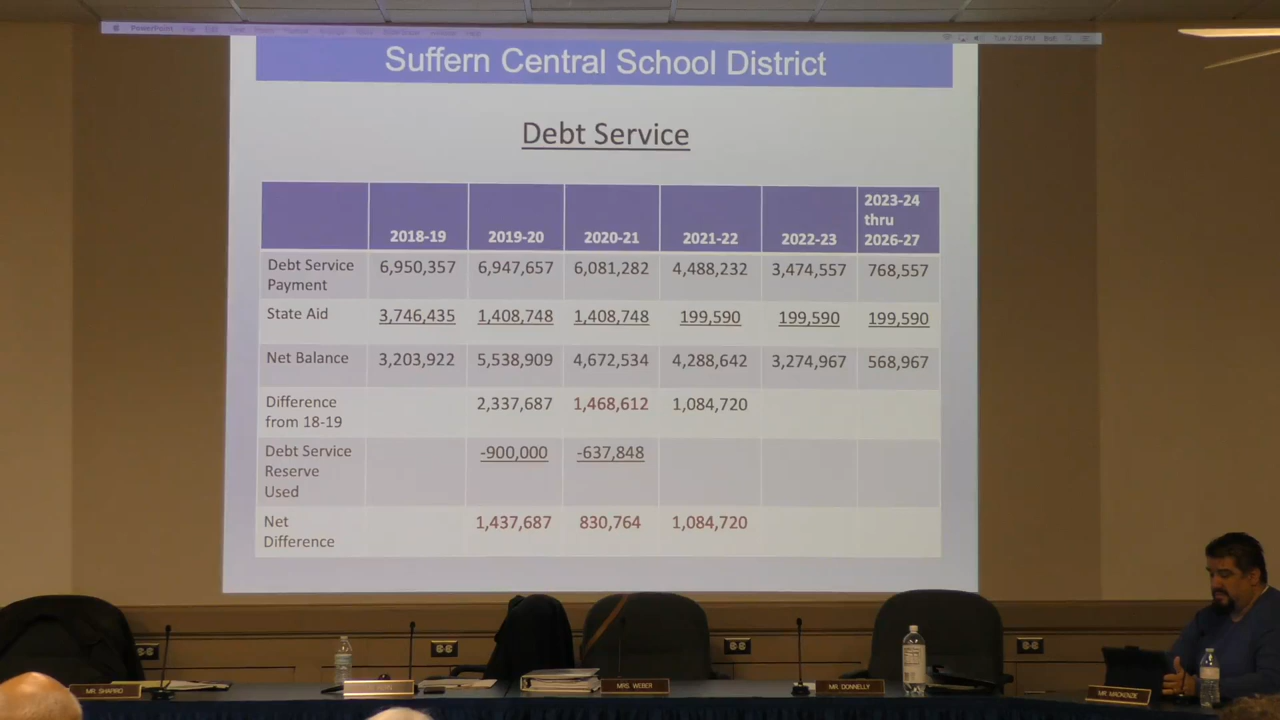 PowerPoint
Tue 7:29 PM
Suffern Central School District
Debt Service
2018-19 2019-20 2020-21 2021-22 2022-23 2023-24 thru 2026-27
Debt Service Payment 6,950,357 6,947,657 6,081,282 4,488,232 3,474,557 768,557
State Aid 3,746,435 1,408,748 1,408,748 199,590 199,590 199,590
Net Balance 3,203,922 5,538,909 4,672,534 4,288,642 3,274,967 568,967
Difference from 18-19 2,337,687 1,468,612 1,084,720
Debt Service Reserve Used -900,000 -637,848
Net Difference 1,437,687 830,764 1,084,720
MR. SHAPIRO
MRS. WEBER
MR. DONNELLY
MR. MACKENZIE